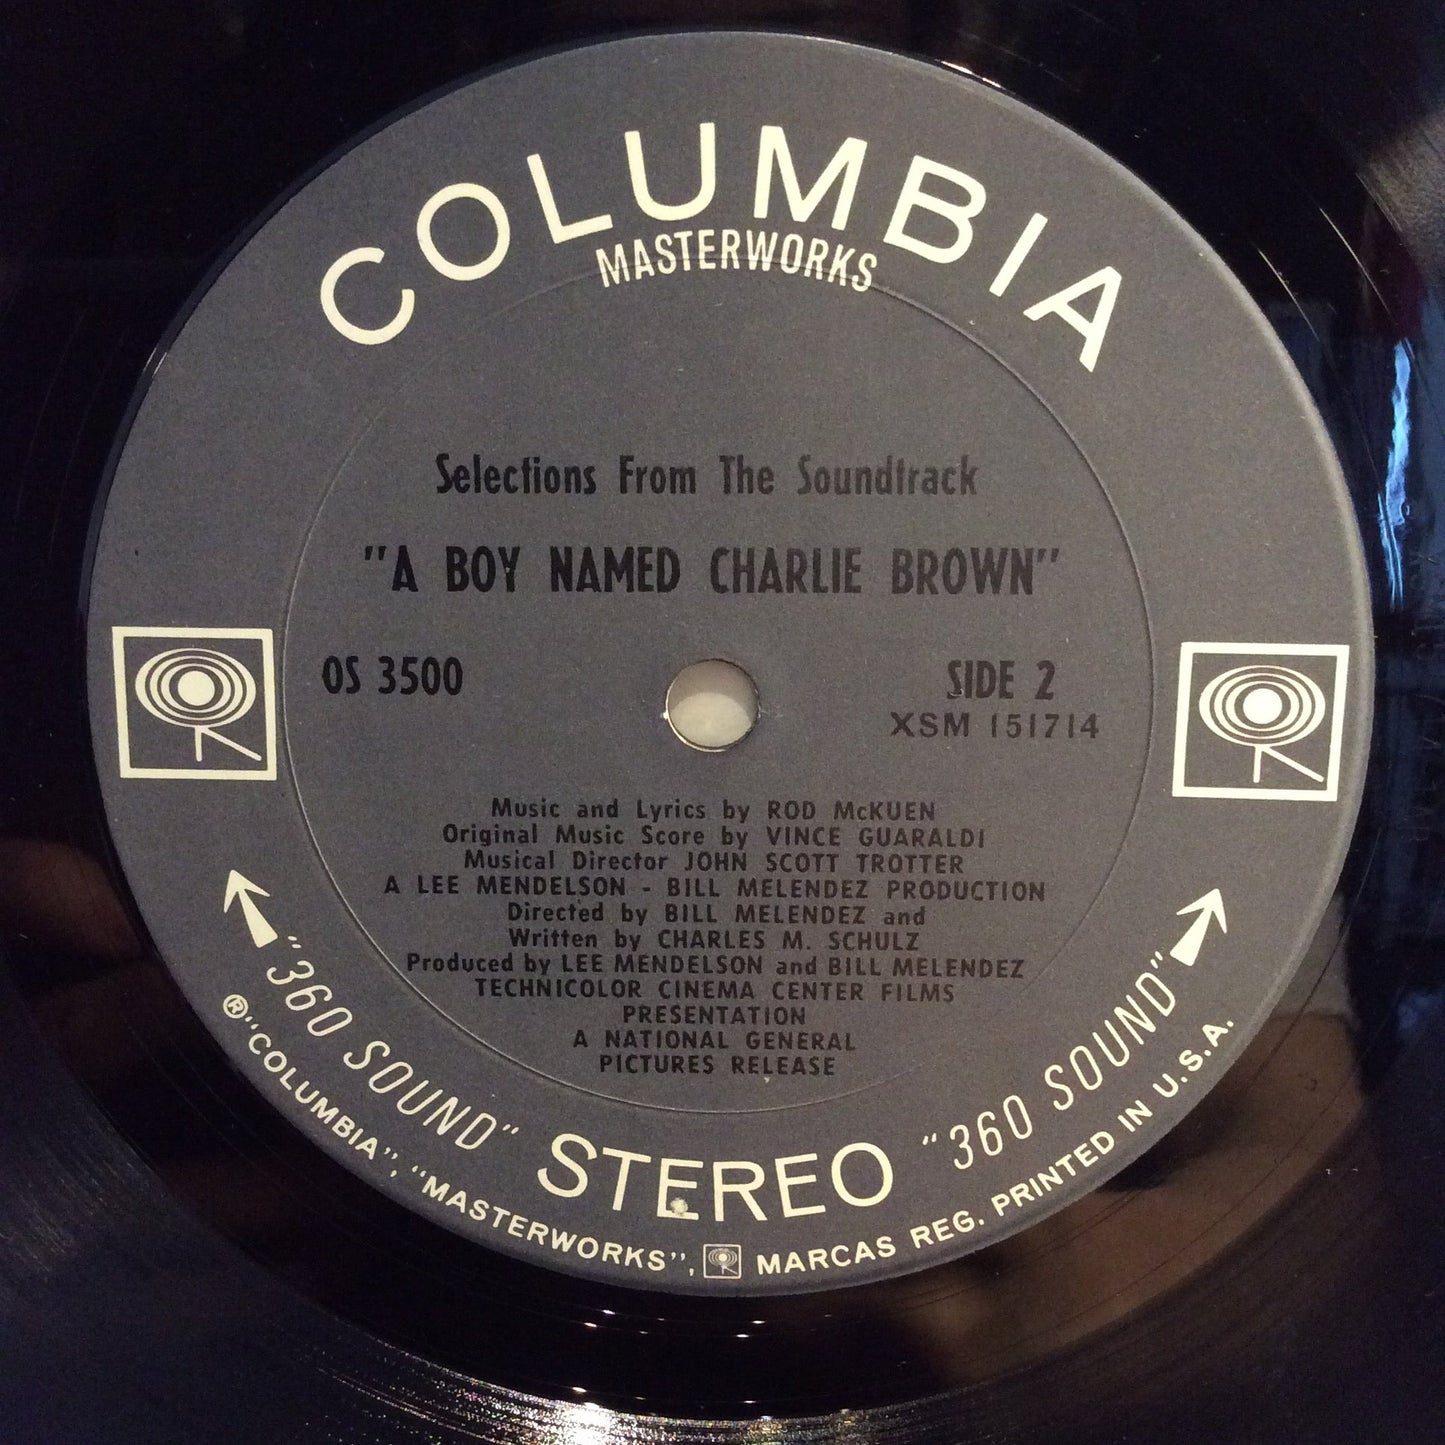 COLUMBIA
MASTERWORKS
Selections From The Soundtrack
"A BOY NAMED CHARLIE BROWN"
OS 3500
SIDE 2
XSM 151714
Music and Lyrics by ROD McKUEN
Original Music Score by VINCE GUARALDI
Musical Director JOHN SCOTT TROTTER
A LEE MENDELSON - BILL MELENDEZ PRODUCTION
Directed by BILL MELENDEZ and
Written by CHARLES M. SCHULZ
Produced by LEE MENDELSON and BILL MELENDEZ
TECHNICOLOR CINEMA CENTER FILMS
PRESENTATION
A NATIONAL GENERAL
PICTURES RELEASE
"360 SOUND" STEREO "360 SOUND"
®"COLUMBIA", "MASTERWORKS", MARCAS REG. PRINTED IN U.S.A.